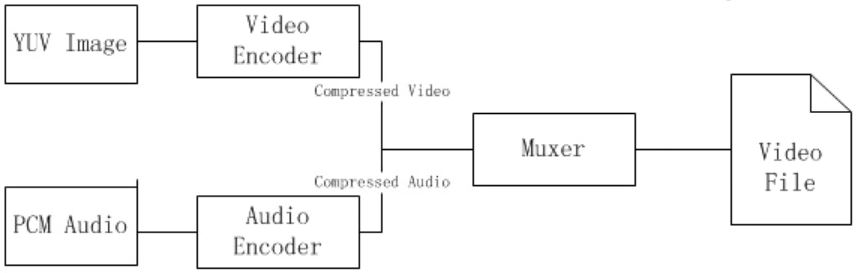 YUV Image
Video
Encoder
Compressed Video
Muxer
Video
File
Compressed Audio
PCM Audio
Audio
Encoder